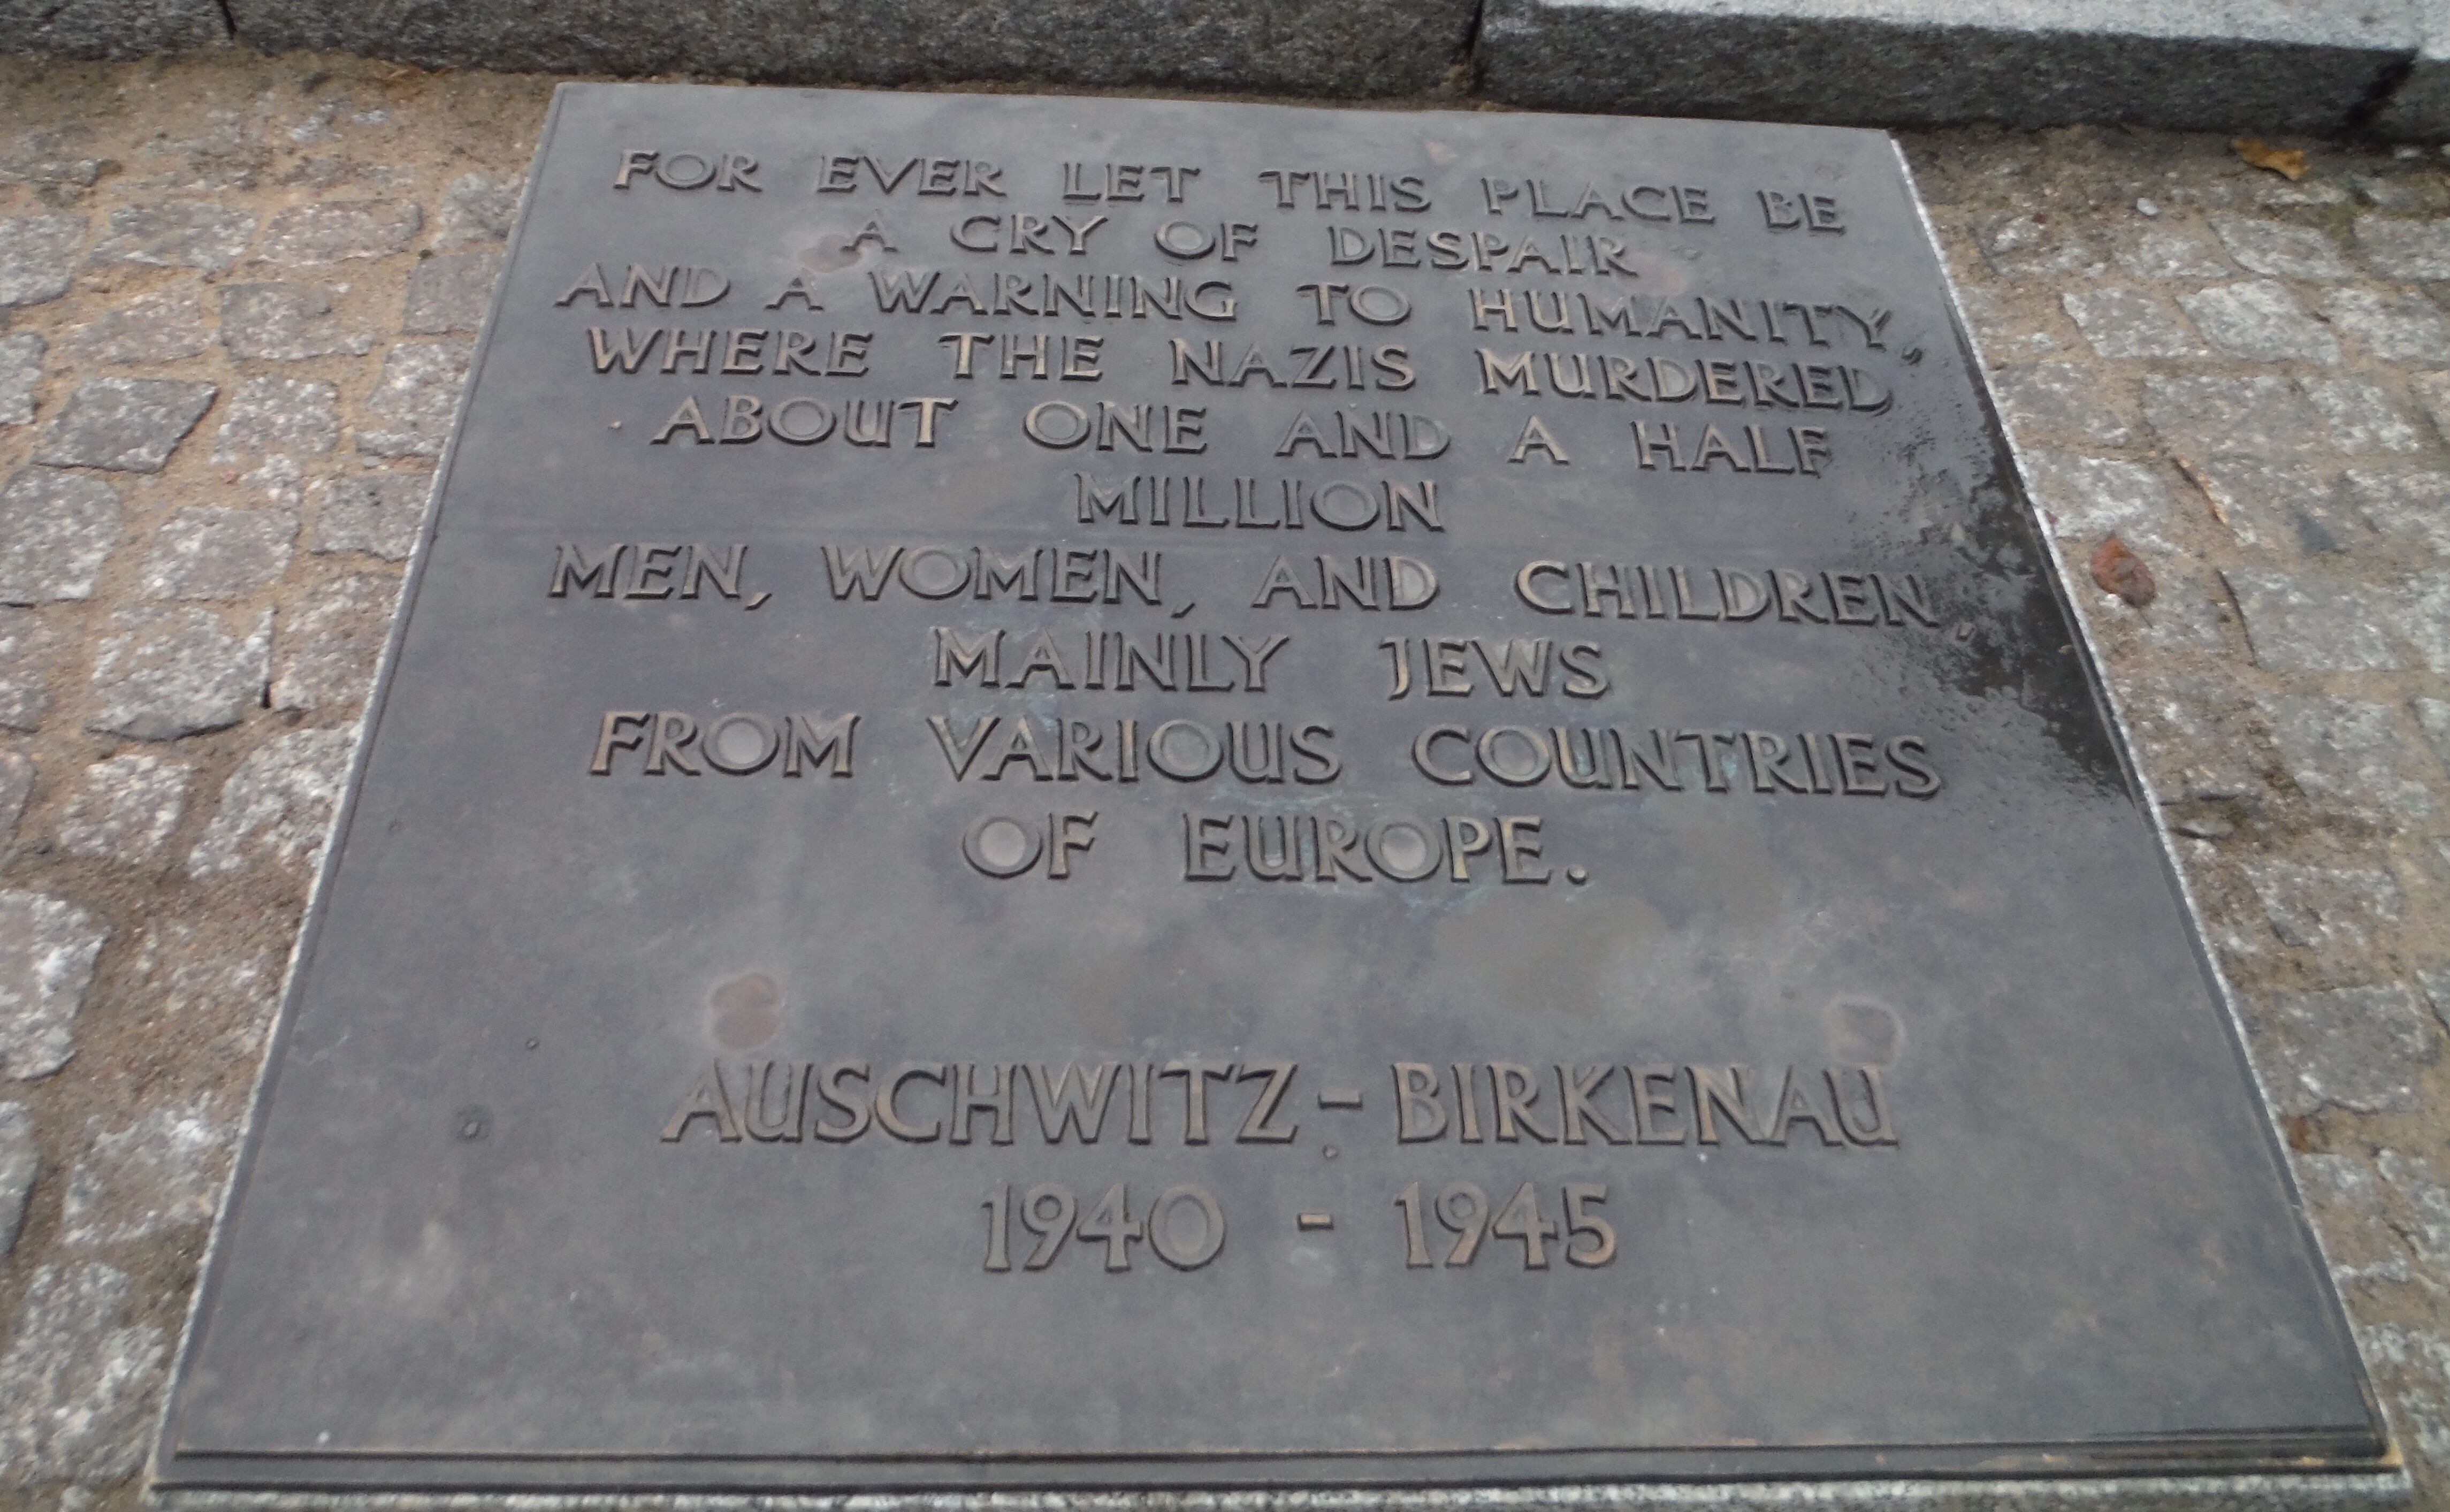 FOR EVER LET THIS PLACE BE
A CRY OF DESPAIR
AND A WARNING TO HUMANITY,
WHERE THE NAZIS MURDERED
ABOUT ONE AND A HALF
MILLION
MEN, WOMEN, AND CHILDREN,
MAINLY JEWS
FROM VARIOUS COUNTRIES
OF EUROPE.
AUSCHWITZ-BIRKENAU
1940 - 1945